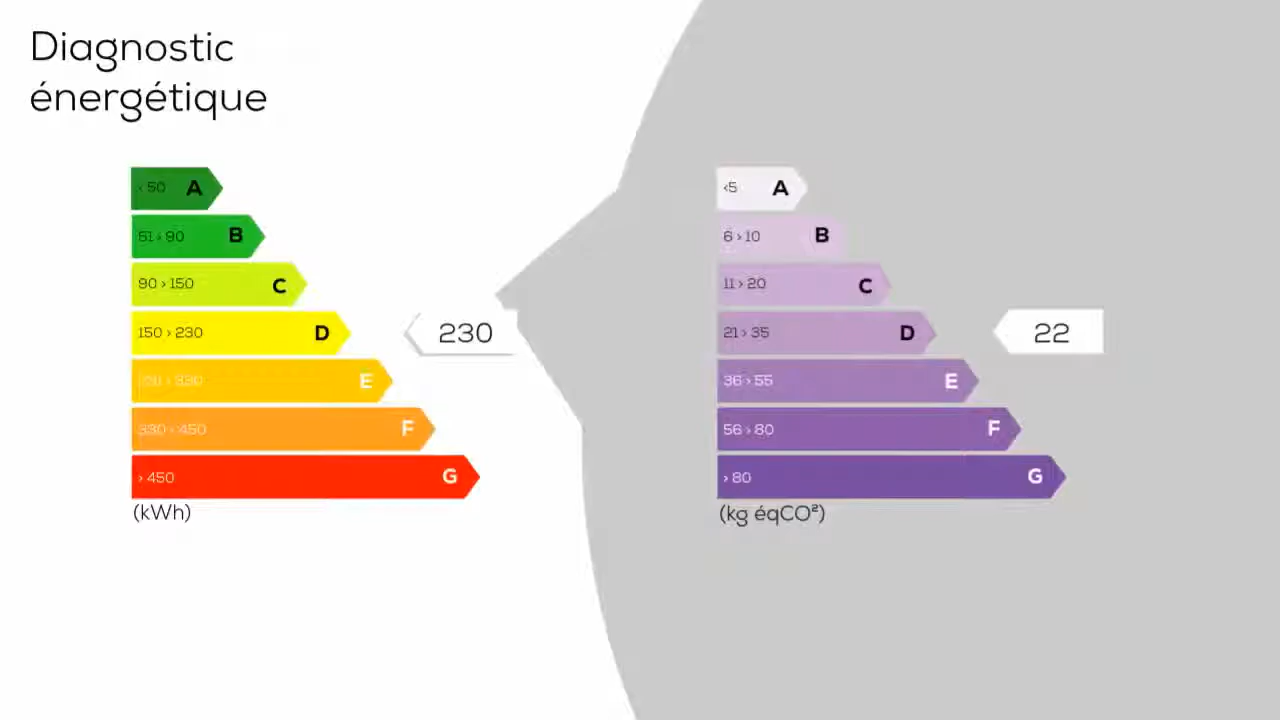 Diagnostic
énergétique
< 50 A
51 > 90 B
90 > 150 C
150 > 230 D
230
E
330 > 450 F
> 450 G
(kWh)
<5 A
6 > 10 B
11 > 20 C
21 > 35 D
22
36 > 55 E
56 > 80 F
> 80 G
(kg éqCO²)